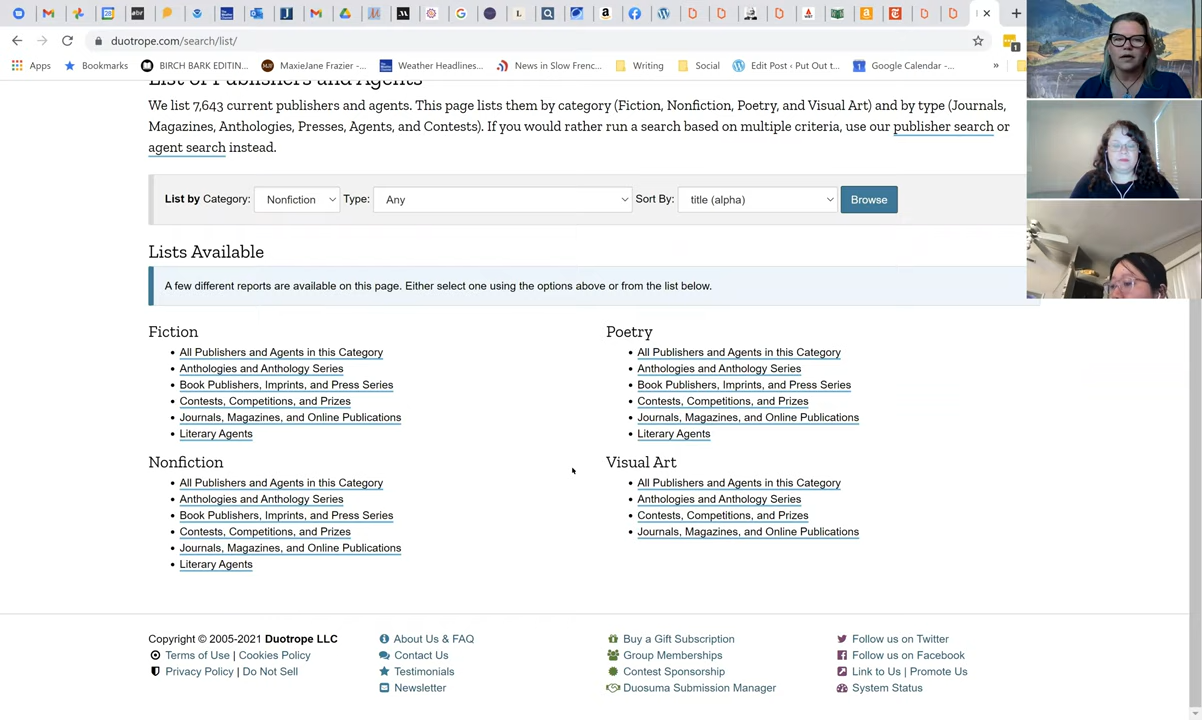 duotrope.com/search/list/
Apps
Bookmarks
BIRCH BARK EDITIN...
MaxieJane Frazier -...
Weather Headlines...
News in Slow Frenc...
Writing
Social
Edit Post ‹ Put Out t...
Google Calendar -...
»
List of Publishers and Agents
We list 7,643 current publishers and agents. This page lists them by category (Fiction, Nonfiction, Poetry, and Visual Art) and by type (Journals,
Magazines, Anthologies, Presses, Agents, and Contests). If you would rather run a search based on multiple criteria, use our publisher search or
agent search instead.
List by Category: Nonfiction Type: Any Sort By: title (alpha) Browse
Lists Available
A few different reports are available on this page. Either select one using the options above or from the list below.
Fiction
• All Publishers and Agents in this Category
• Anthologies and Anthology Series
• Book Publishers, Imprints, and Press Series
• Contests, Competitions, and Prizes
• Journals, Magazines, and Online Publications
• Literary Agents
Poetry
• All Publishers and Agents in this Category
• Anthologies and Anthology Series
• Book Publishers, Imprints, and Press Series
• Contests, Competitions, and Prizes
• Journals, Magazines, and Online Publications
• Literary Agents
Nonfiction
• All Publishers and Agents in this Category
• Anthologies and Anthology Series
• Book Publishers, Imprints, and Press Series
• Contests, Competitions, and Prizes
• Journals, Magazines, and Online Publications
• Literary Agents
Visual Art
• All Publishers and Agents in this Category
• Anthologies and Anthology Series
• Contests, Competitions, and Prizes
• Journals, Magazines, and Online Publications
Copyright © 2005-2021 Duotrope LLC
Terms of Use | Cookies Policy
Privacy Policy | Do Not Sell
About Us & FAQ
Contact Us
Testimonials
Newsletter
Buy a Gift Subscription
Group Memberships
Contest Sponsorship
Duosuma Submission Manager
Follow us on Twitter
Follow us on Facebook
Link to Us | Promote Us
System Status